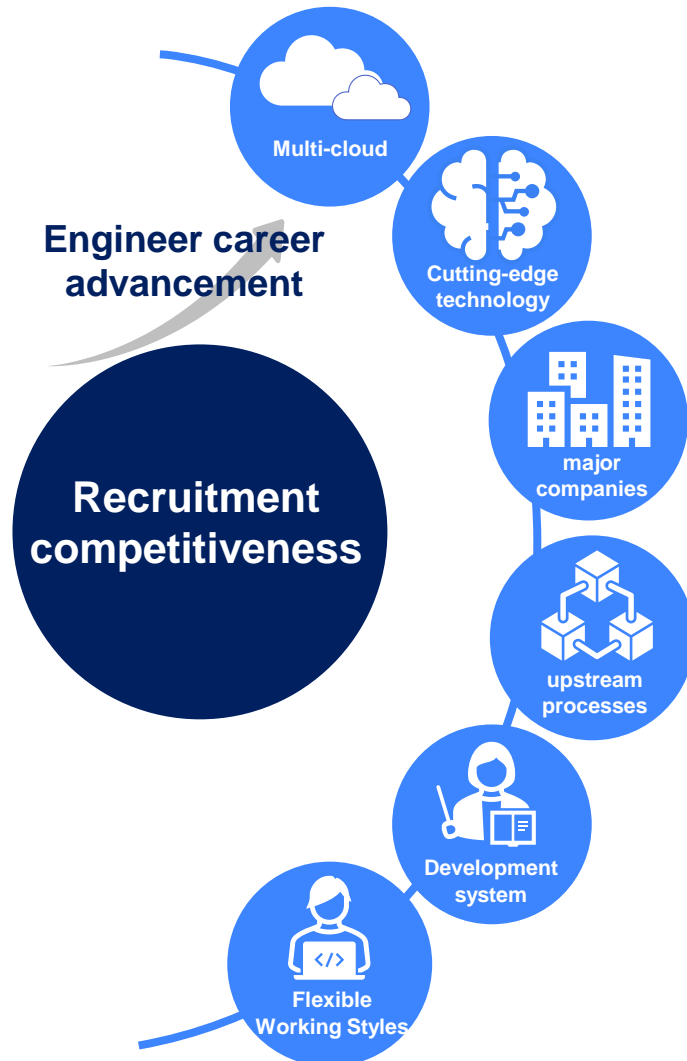 Multi-cloud
Engineer career
advancement
Cutting-edge
technology
major
companies
Recruitment
competitiveness
upstream
processes
Development
system
</>
Flexible
Working Styles